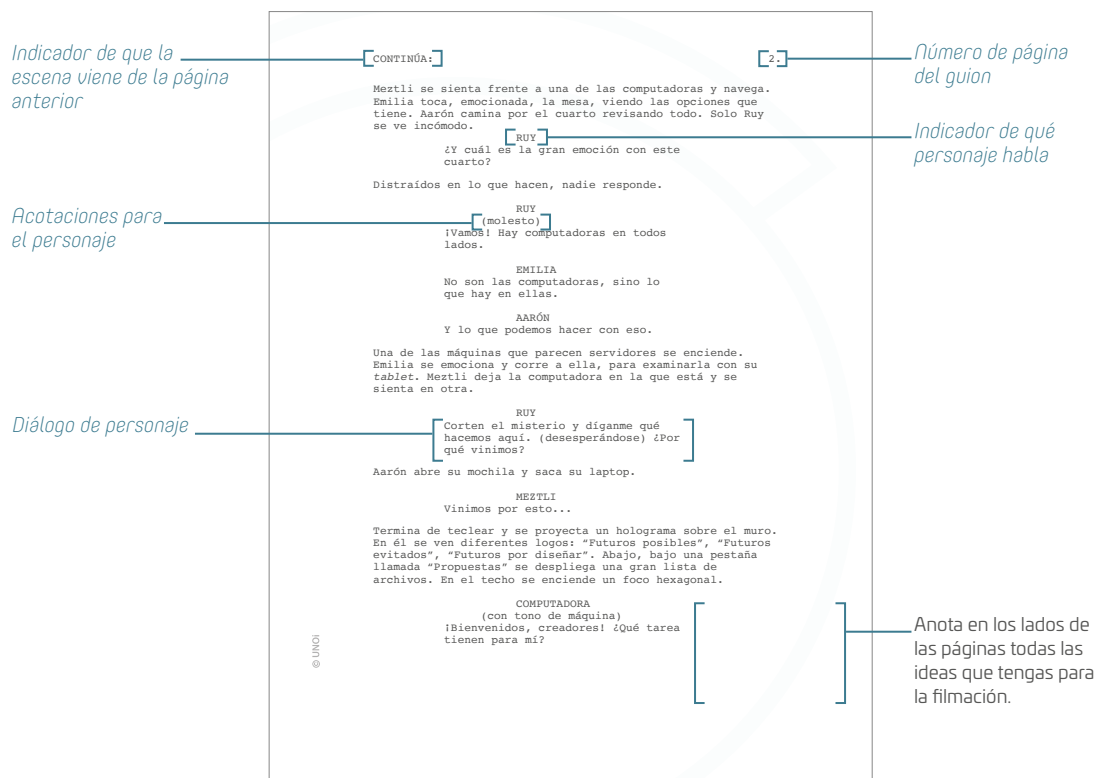 Indicador de que la
escena viene de la página
anterior
CONTINÚA:
2.
Número de página
del guion
Meztli se sienta frente a una de las computadoras y navega.
Emilia toca, emocionada, la mesa, viendo las opciones que
tiene. Aarón camina por el cuarto revisando todo. Solo Ruy
se ve incómodo.
RUY
Indicador de qué
personaje habla
¿Y cuál es la gran emoción con este
cuarto?
Distraídos en lo que hacen, nadie responde.
Acotaciones para
el personaje
RUY
(molesto)
¡Vamos! Hay computadoras en todos
lados.
EMILIA
No son las computadoras, sino lo
que hay en ellas.
AARÓN
Y lo que podemos hacer con eso.
Una de las máquinas que parecen servidores se enciende.
Emilia se emociona y corre a ella, para examinarla con su
tablet. Meztli deja la computadora en la que está y se
sienta en otra.
Diálogo de personaje
RUY
Corten el misterio y díganme qué
hacemos aquí. (desesperándose) ¿Por
qué vinimos?
Aarón abre su mochila y saca su laptop.
MEZTLI
Vinimos por esto...
Termina de teclear y se proyecta un holograma sobre el muro.
En él se ven diferentes logos: “Futuros posibles”, “Futuros
evitados”, “Futuros por diseñar”. Abajo, bajo una pestaña
llamada “Propuestas” se despliega una gran lista de
archivos. En el techo se enciende un foco hexagonal.
COMPUTADORA
(con tono de máquina)
¡Bienvenidos, creadores! ¿Qué tarea
tienen para mí?
Anota en los lados de
las páginas todas las
ideas que tengas para
la filmación.
© UNOi